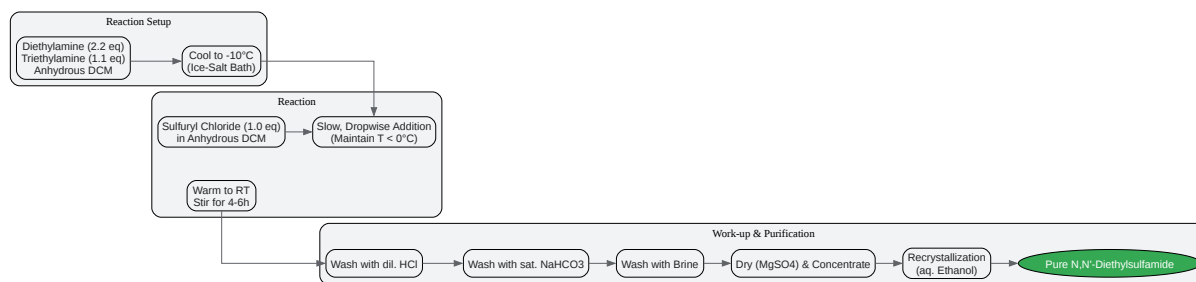 Reaction Setup
Diethylamine (2.2 eq)
Triethylamine (1.1 eq)
Anhydrous DCM
Cool to -10°C
(Ice-Salt Bath)
Reaction
Sulfuryl Chloride (1.0 eq)
in Anhydrous DCM
Slow, Dropwise Addition
(Maintain T < 0°C)
Warm to RT
Stir for 4-6h
Work-up & Purification
Wash with dil. HCl
Wash with sat. NaHCO3
Wash with Brine
Dry (MgSO4) & Concentrate
Recrystallization
(aq. Ethanol)
Pure N,N'-Diethylsulfamide